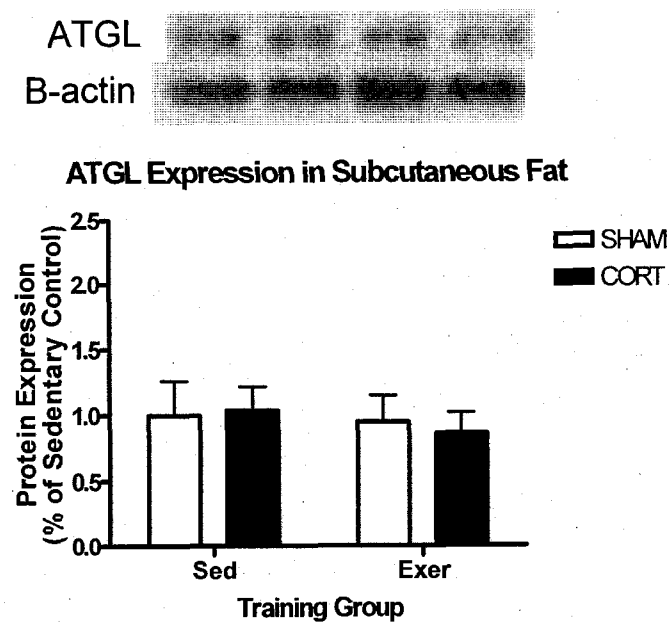 ATGL
B-actin
ATGL Expression in Subcutaneous Fat
Protein Expression
(% of Sedentary Control)
2.5
2.0
1.5
1.0
0.5
0.0
SHAM
CORT
Sed
Exer
Training Group